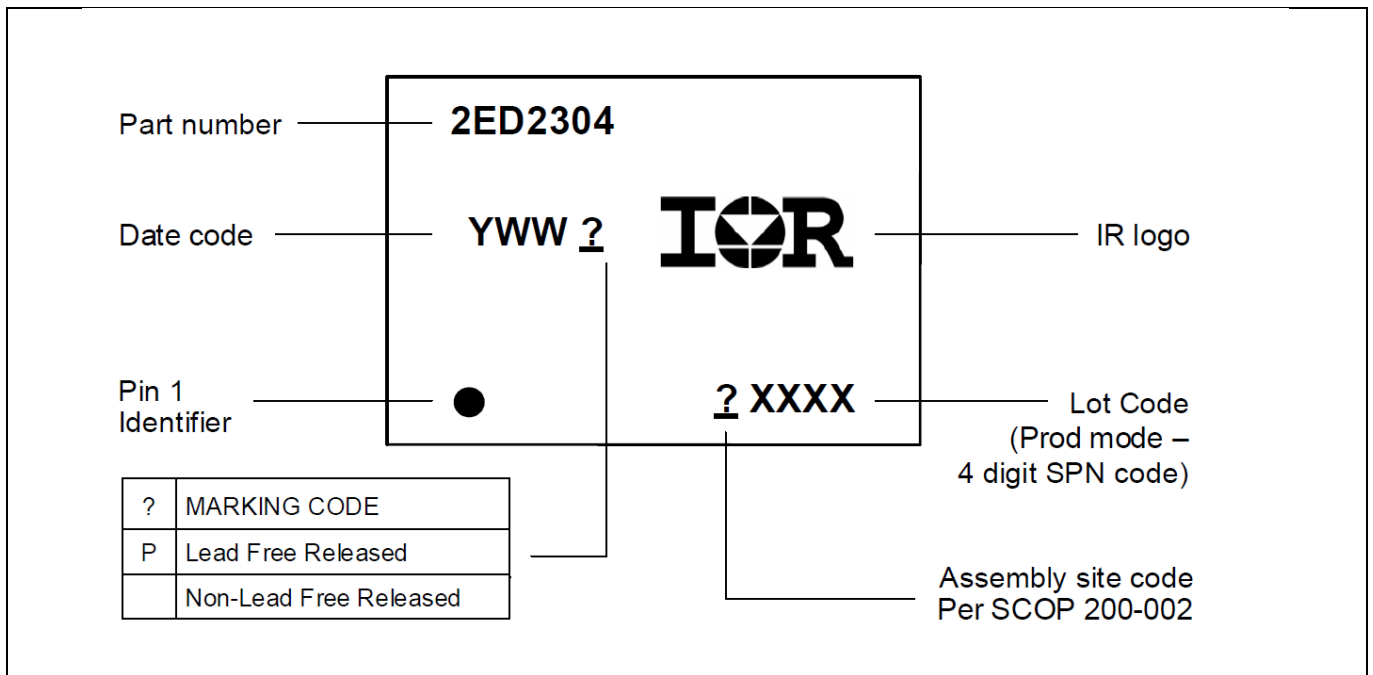 Part number
2ED2304
Date code
YWW ?
IOR
IR logo
Pin 1
Identifier
? XXXX
Lot Code
(Prod mode –
4 digit SPN code)
? MARKING CODE
P Lead Free Released
Non-Lead Free Released
Assembly site code
Per SCOP 200-002